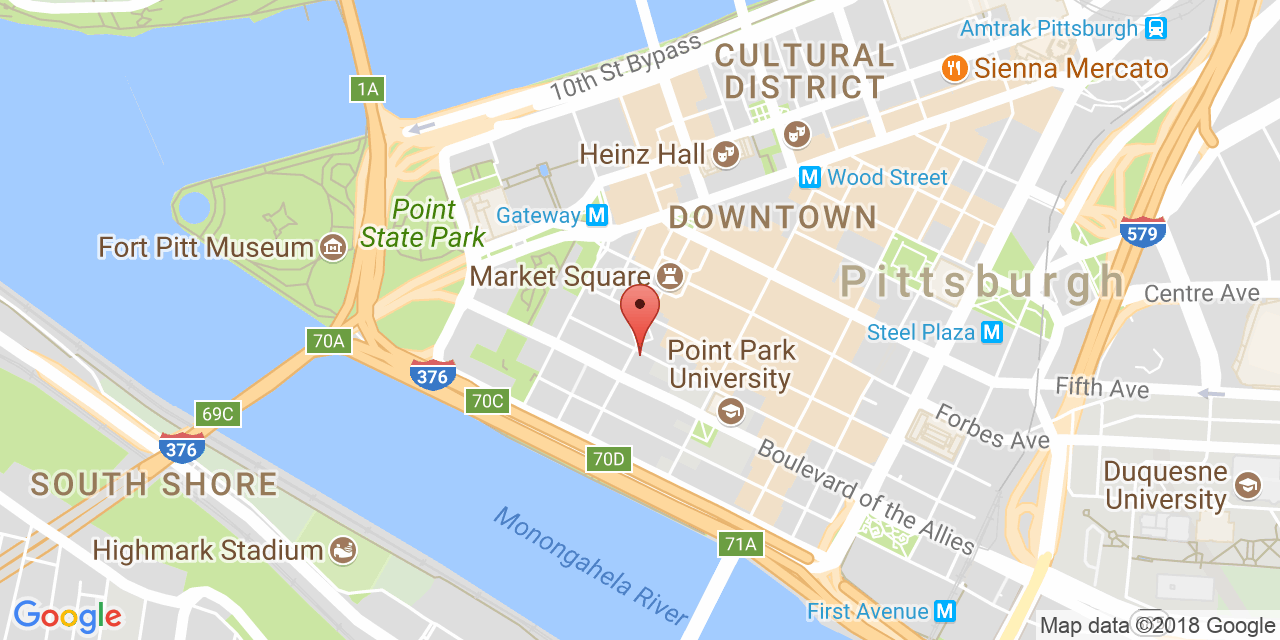 Amtrak Pittsburgh
1A
10th St Bypass
CULTURAL
DISTRICT
Sienna Mercato
Heinz Hall
M Wood Street
Point
State Park
Gateway M
DOWNTOWN
579
Fort Pitt Museum
Market Square
Pittsburgh
Centre Ave
70A
Steel Plaza M
Point Park
University
376
70C
Fifth Ave
69C
Forbes Ave
376
70D
Boulevard of the Allies
Duquesne
University
SOUTH SHORE
Monongahela River
Highmark Stadium
71A
First Avenue M
Google
Map data ©2018 Google